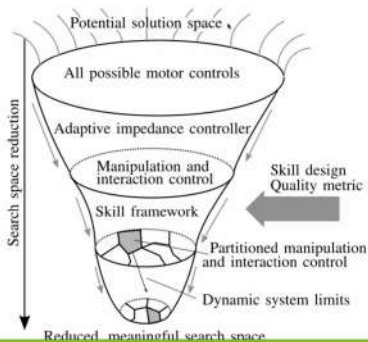 Potential solution space
All possible motor controls
Adaptive impedance controller
Manipulation and
interaction control
Search space reduction
Skill design
Quality metric
Skill framework
Partitioned manipulation
and interaction control
Dynamic system limits
Reduced, meaningful search space